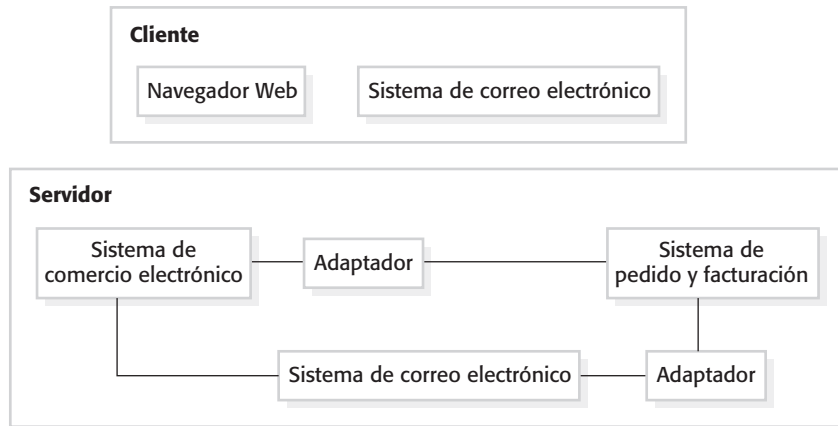 Cliente
Navegador Web
Sistema de correo electrónico
Servidor
Sistema de
comercio electrónico
Adaptador
Sistema de
pedido y facturación
Sistema de correo electrónico
Adaptador